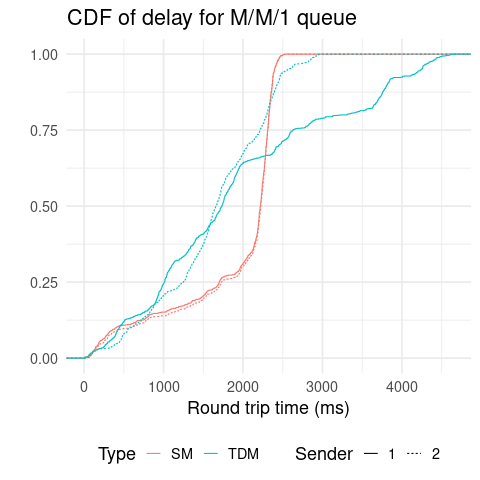 CDF of delay for M/M/1 queue
1.00
0.75
0.50
0.25
0.00
0 1000 2000 3000 4000
Round trip time (ms)
Type SM TDM Sender 1 2